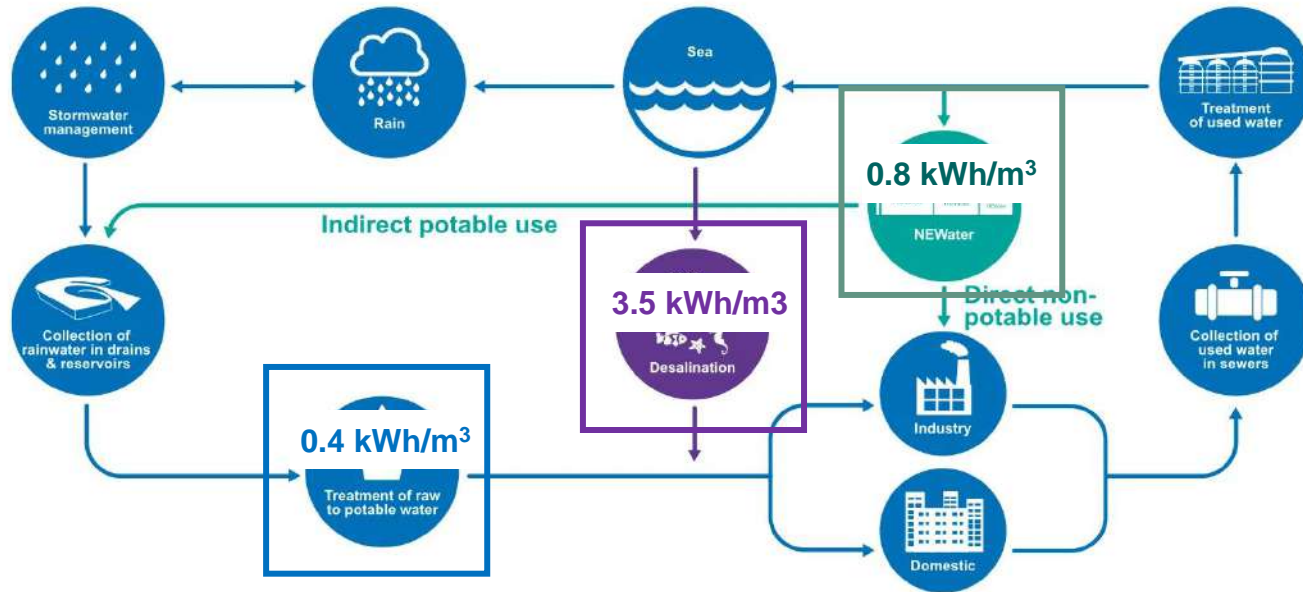 Stormwater
management
Rain
Sea
Treatment
of used water
0.8 kWh/m³
NEWater
Indirect potable use
Direct non-
potable use
3.5 kWh/m3
Desalination
Collection of
rainwater in drains
& reservoirs
Collection of
used water
in sewers
Industry
0.4 kWh/m³
Treatment of raw
to potable water
Domestic